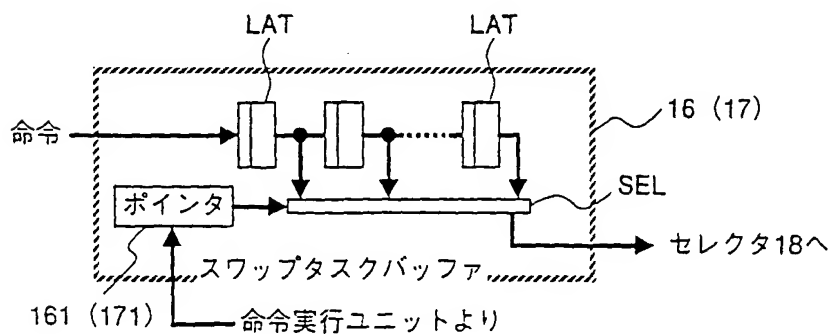 LAT
LAT
命令
16 (17)
SEL
ポインタ
セレクタ18へ
スワップタスクバッファ
161 (171)
命令実行ユニットより